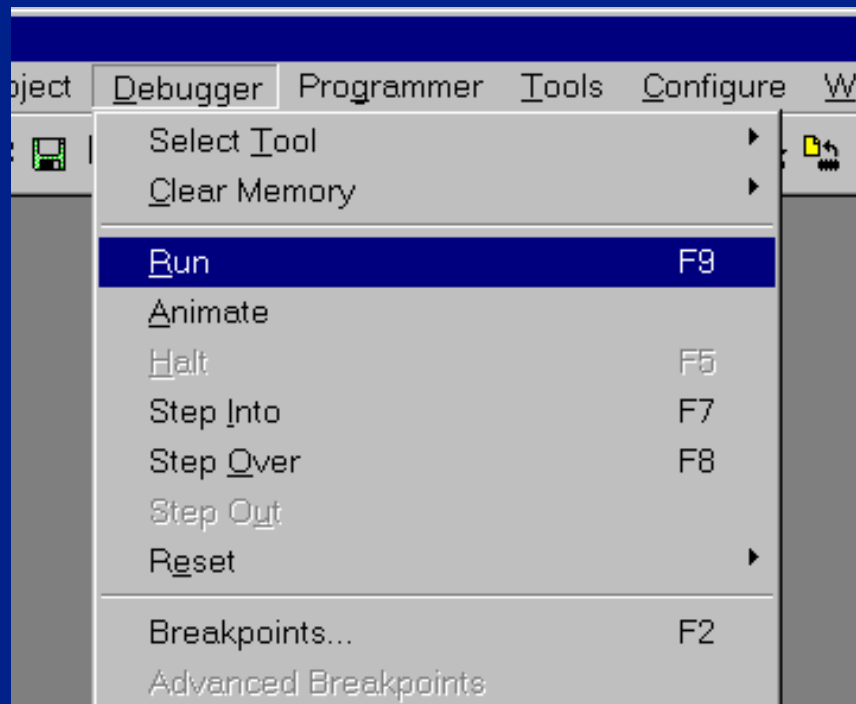 oject Debugger Programmer Tools Configure W
Select Tool
Clear Memory
Run F9
Animate
Halt F5
Step Into F7
Step Over F8
Step Out
Reset
Breakpoints... F2
Advanced Breakpoints